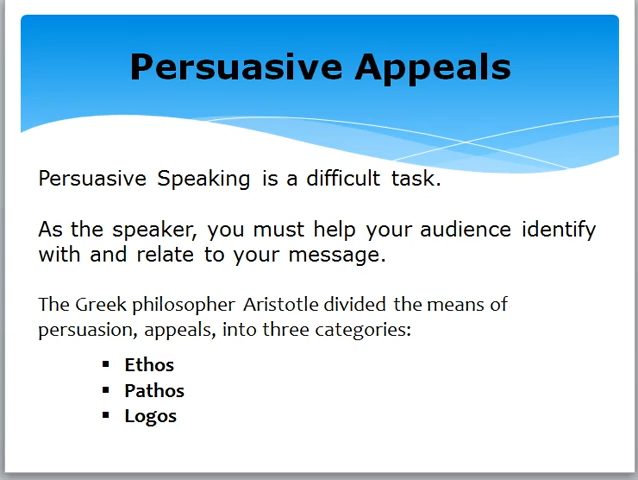 Persuasive Appeals
Persuasive Speaking is a difficult task.
As the speaker, you must help your audience identify
with and relate to your message.
The Greek philosopher Aristotle divided the means of
persuasion, appeals, into three categories:
▪ Ethos
▪ Pathos
▪ Logos